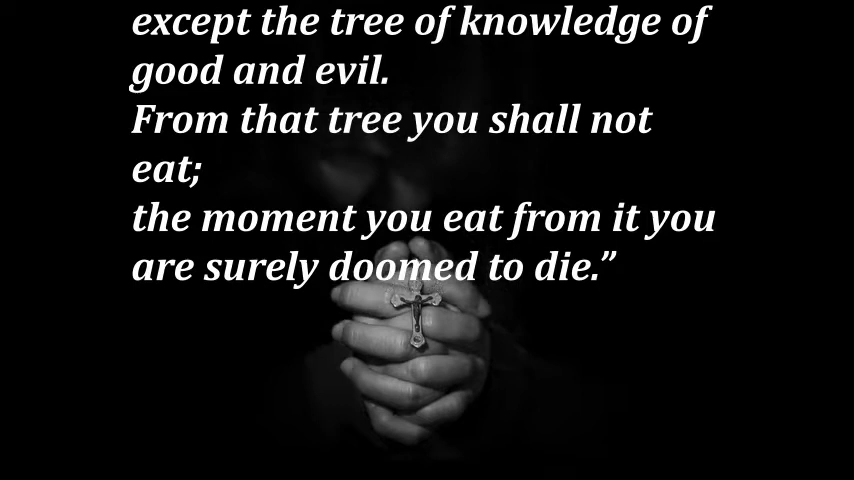 except the tree of knowledge of
good and evil.
From that tree you shall not
eat;
the moment you eat from it you
are surely doomed to die.”